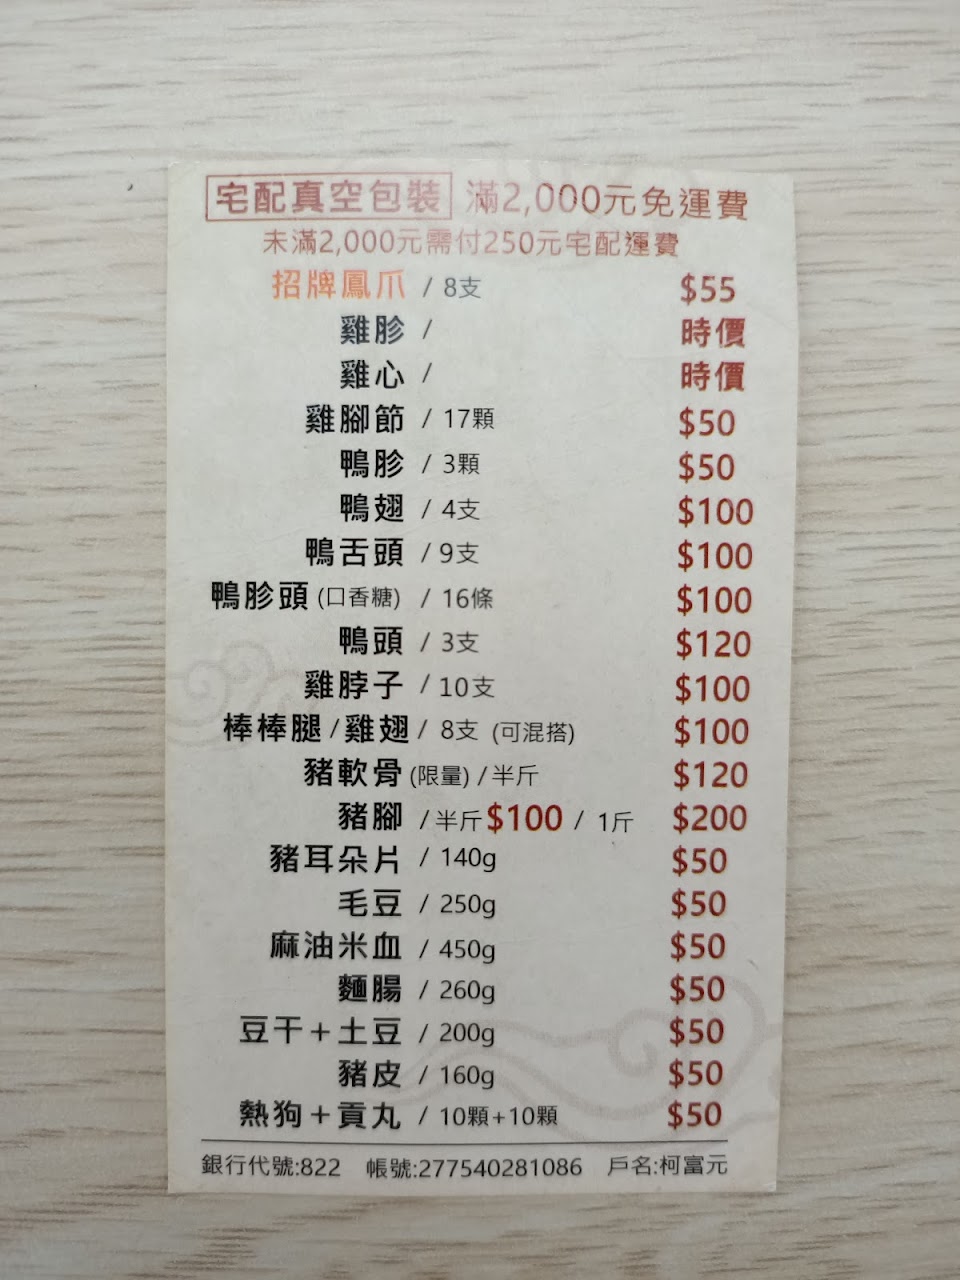 宅配真空包裝 滿2,000元免運費
未滿2,000元需付250元宅配運費
招牌鳳爪 / 8支 $55
雞胗 / 時價
雞心 / 時價
雞腳節 / 17顆 $50
鴨胗 / 3顆 $50
鴨翅 / 4支 $100
鴨舌頭 / 9支 $100
鴨胗頭 (口香糖) / 16條 $100
鴨頭 / 3支 $120
雞脖子 / 10支 $100
棒棒腿/雞翅/ 8支 (可混搭) $100
豬軟骨(限量) /半斤 $120
豬腳 /半斤$100 / 1斤 $200
豬耳朵片 / 140g $50
毛豆 / 250g $50
麻油米血 / 450g $50
麵腸 / 260g $50
豆干+土豆 / 200g $50
豬皮 / 160g $50
熱狗+貢丸 / 10顆+10顆 $50
銀行代號:822 帳號:277540281086 戶名:柯富元